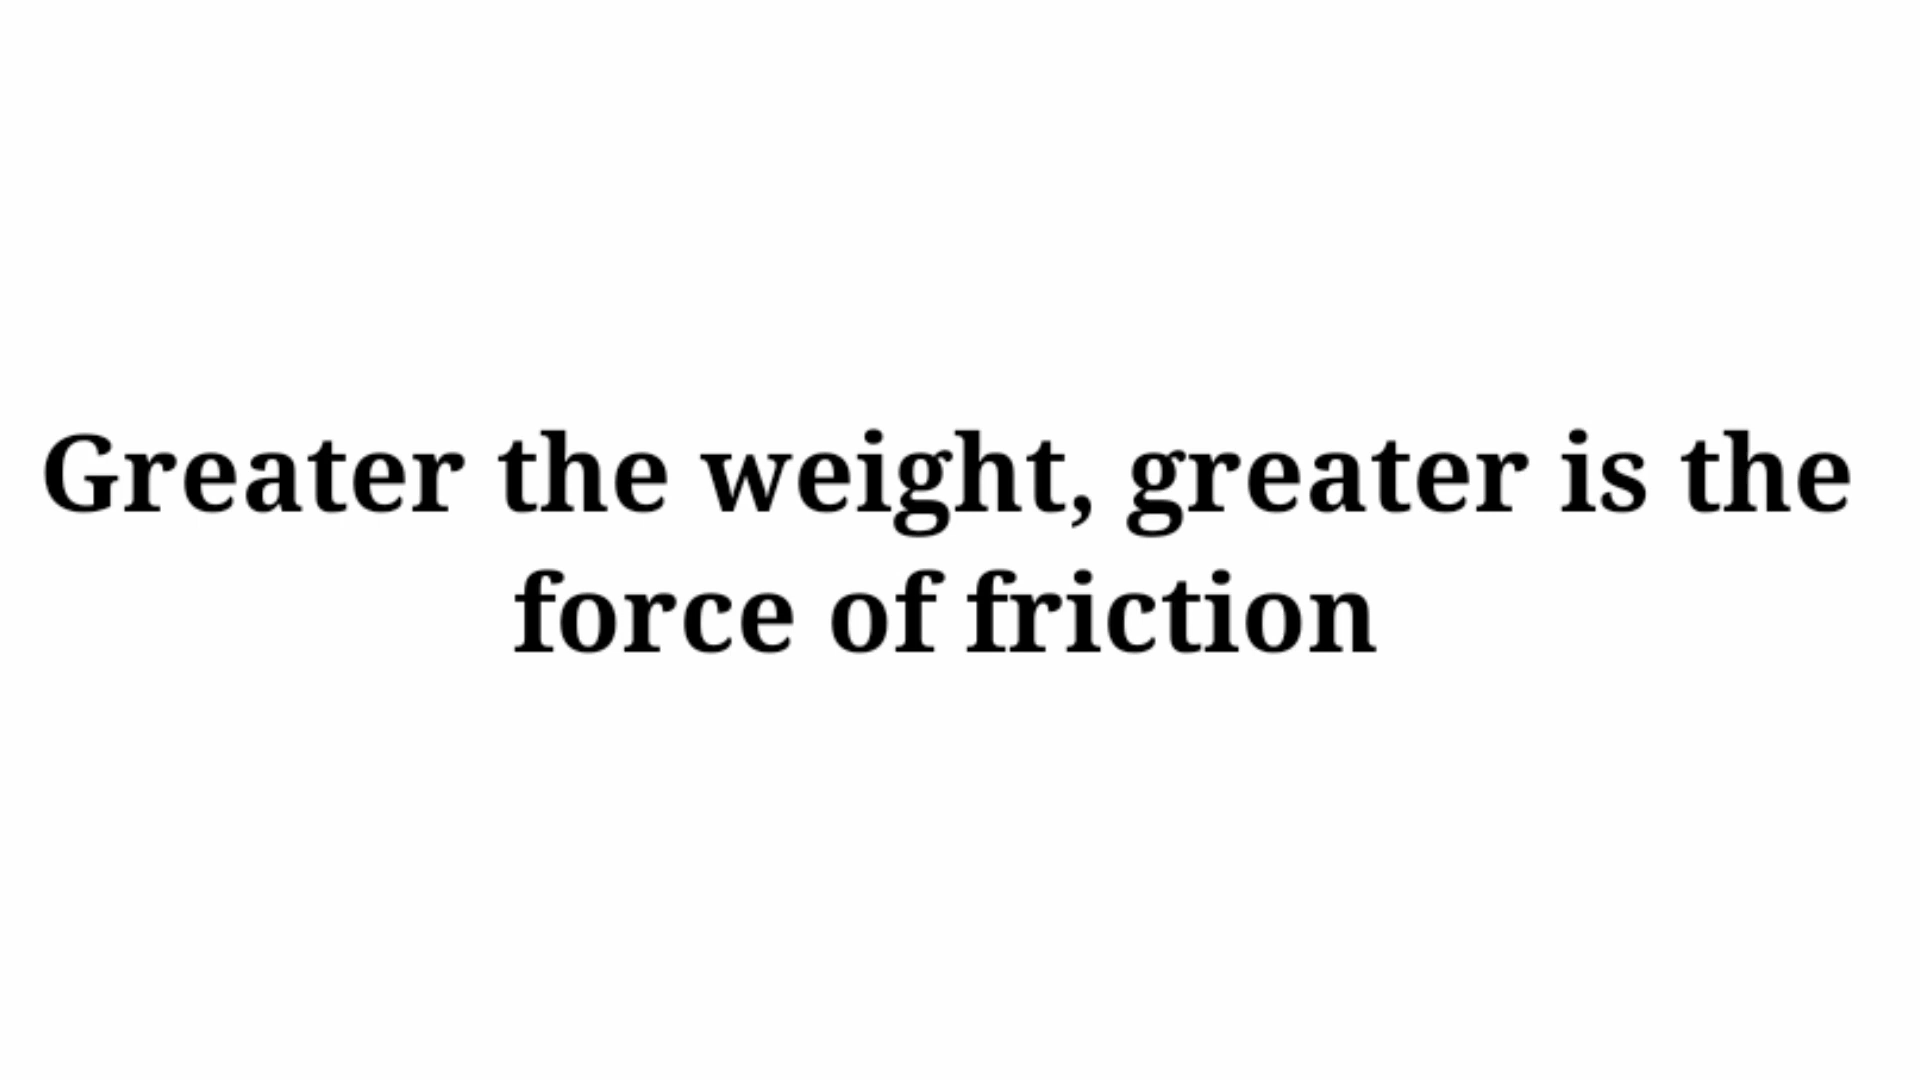 Greater the weight, greater is the
force of friction